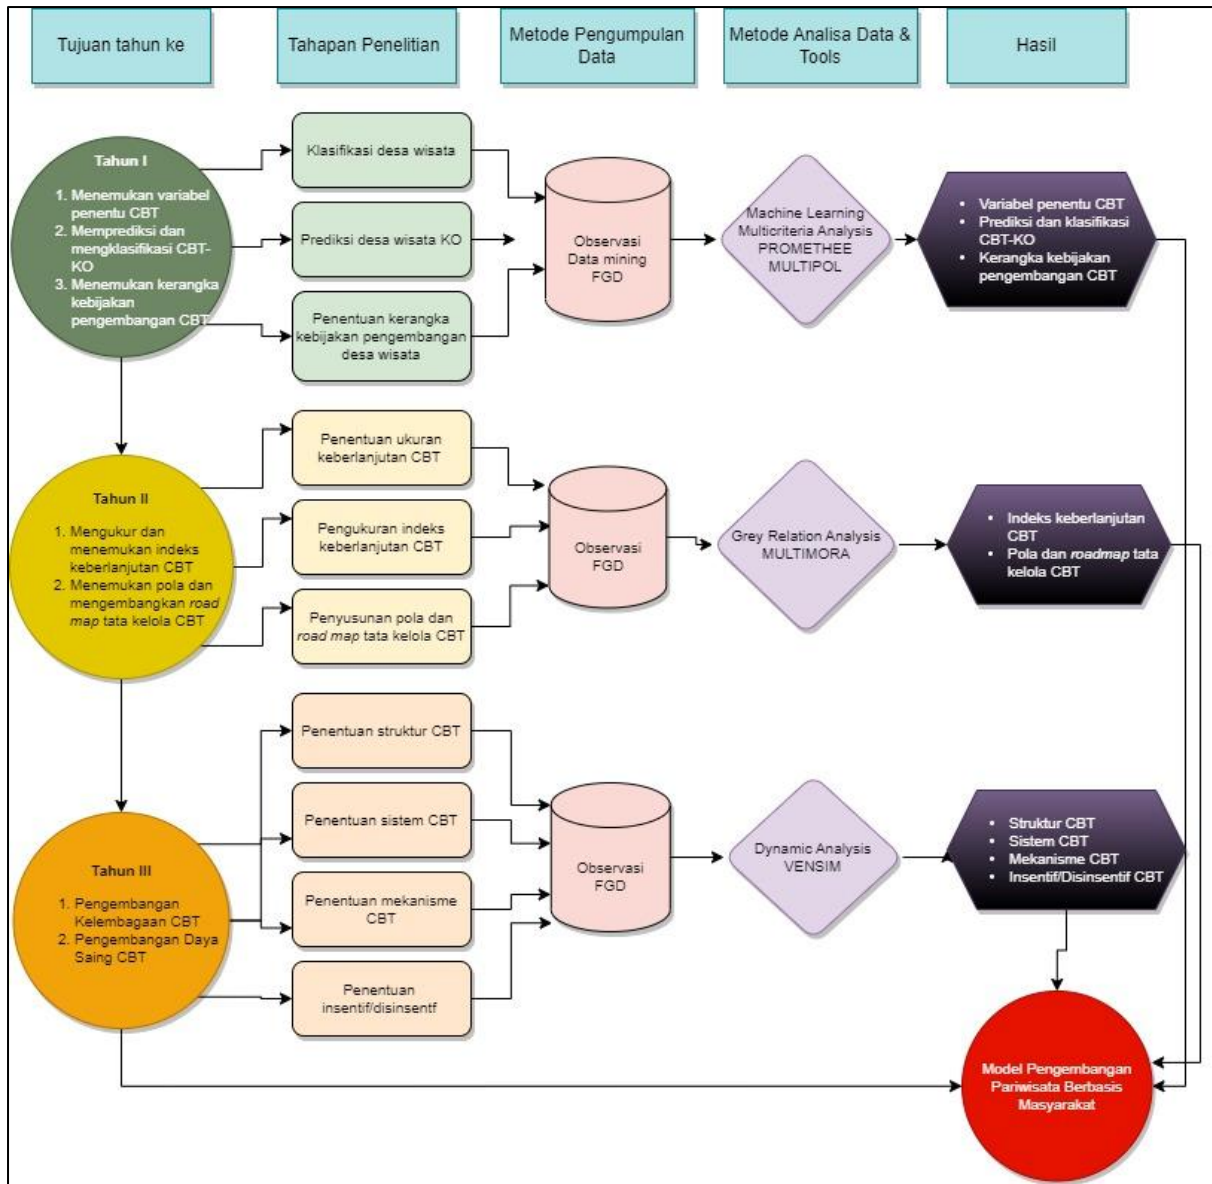 Tujuan tahun ke
Tahapan Penelitian
Metode Pengumpulan
Data
Metode Analisa Data &
Tools
Hasil
Tahun I
1. Menemukan variabel
penentu CBT
2. Memprediksi dan
mengklasifikasi CBT-
KO
3. Menemukan kerangka
kebijakan
pengembangan CBT
Klasifikasi desa wisata
Prediksi desa wisata KO
Penentuan kerangka
kebijakan pengembangan
desa wisata
Observasi
Data mining
FGD
Machine Learning
Multicriteria Analysis
PROMETHEE
MULTIPOL
• Variabel penentu CBT
• Prediksi dan klasifikasi
CBT-KO
• Kerangka kebijakan
pengembangan CBT
Tahun II
1. Mengukur dan
menemukan indeks
keberlanjutan CBT
2. Menemukan pola dan
mengembangkan road
map tata kelola CBT
Penentuan ukuran
keberlanjutan CBT
Pengukuran indeks
keberlanjutan CBT
Penyusunan pola dan
road map tata kelola CBT
Observasi
FGD
Grey Relation Analysis
MULTIMORA
• Indeks keberlanjutan
CBT
• Pola dan roadmap tata
kelola CBT
Tahun III
1. Pengembangan
Kelembagaan CBT
2. Pengembangan Daya
Saing CBT
Penentuan struktur CBT
Penentuan sistem CBT
Penentuan mekanisme
CBT
Penentuan
insentif/disinsentf
Observasi
FGD
Dynamic Analysis
VENSIM
• Struktur CBT
• Sistem CBT
• Mekanisme CBT
• Insentif/Disinsentif CBT
Model Pengembangan
Pariwisata Berbasis
Masyarakat